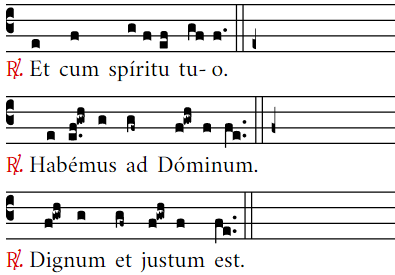 ℟. Et cum spíritu tu- o.
℟. Habémus ad Dóminum.
℟. Dignum et justum est.